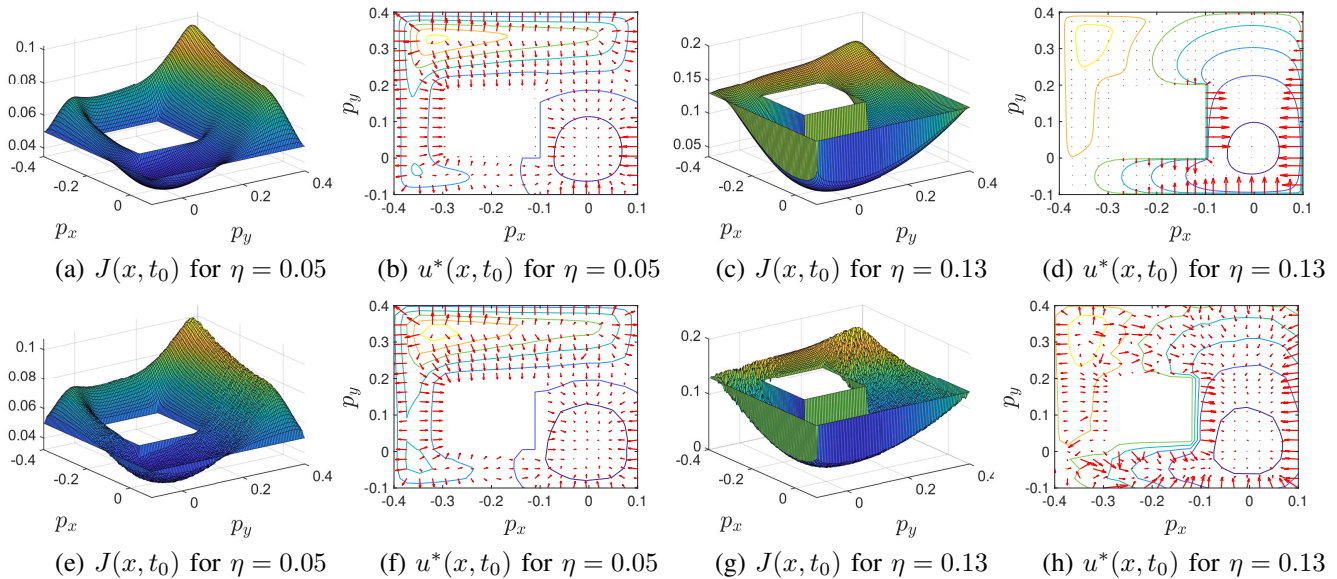 0.1
0.08
0.06
0.04
-0.4
-0.2
0
0
0.2
0.4
p_x
p_y
0.4
0.3
0.2
0.1
0
-0.1
-0.4 -0.3 -0.2 -0.1 0 0.1
p_y
p_x
0.2
0.15
0.1
0.05
-0.4
-0.2
0
0
0.2
0.4
p_x
p_y
0.4
0.3
0.2
0.1
0
-0.1
-0.4 -0.3 -0.2 -0.1 0 0.1
p_y
p_x
(a) J(x, t_0) for η = 0.05
(b) u*(x, t_0) for η = 0.05
(c) J(x, t_0) for η = 0.13
(d) u*(x, t_0) for η = 0.13
0.1
0.08
0.06
0.04
-0.4
-0.2
0
0
0.2
0.4
p_x
p_y
0.4
0.3
0.2
0.1
0
-0.1
-0.4 -0.3 -0.2 -0.1 0 0.1
p_y
p_x
0.2
0.1
0
-0.4
-0.2
0
0
0.2
0.4
p_x
p_y
0.4
0.3
0.2
0.1
0
-0.1
-0.4 -0.3 -0.2 -0.1 0 0.1
p_y
p_x
(e) J(x, t_0) for η = 0.05
(f) u*(x, t_0) for η = 0.05
(g) J(x, t_0) for η = 0.13
(h) u*(x, t_0) for η = 0.13